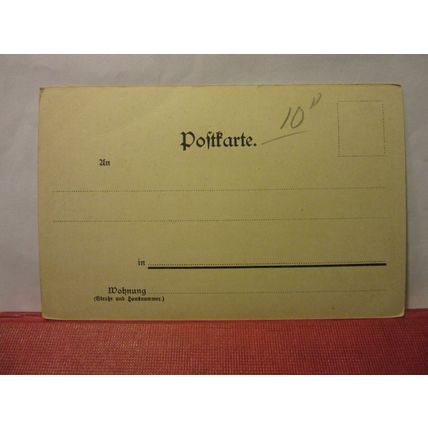 10
Postkarte.
An
in
Wohnung
(Straße und Hausnummer.)